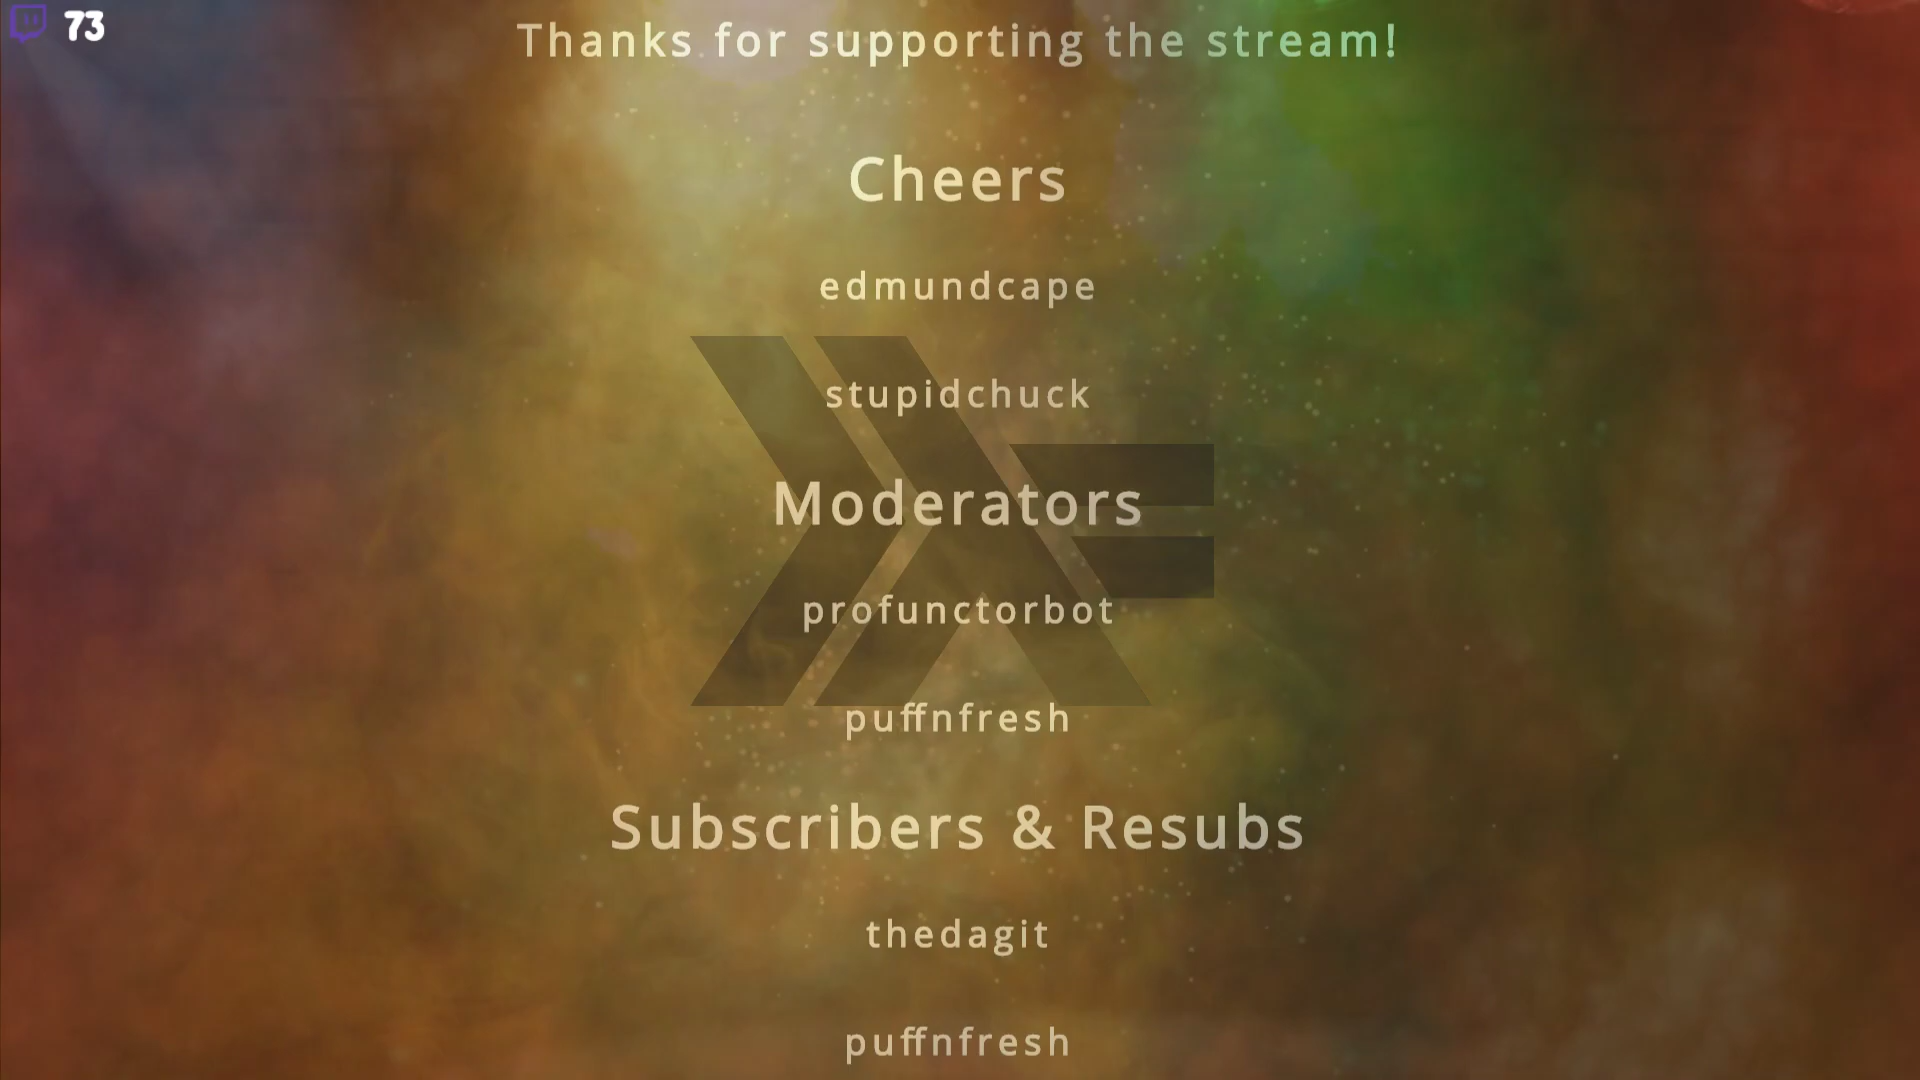 73
Thanks for supporting the stream!
Cheers
edmundcape
stupidchuck
Moderators
profunctorbot
puffnfresh
Subscribers & Resubs
thedagit
puffnfresh